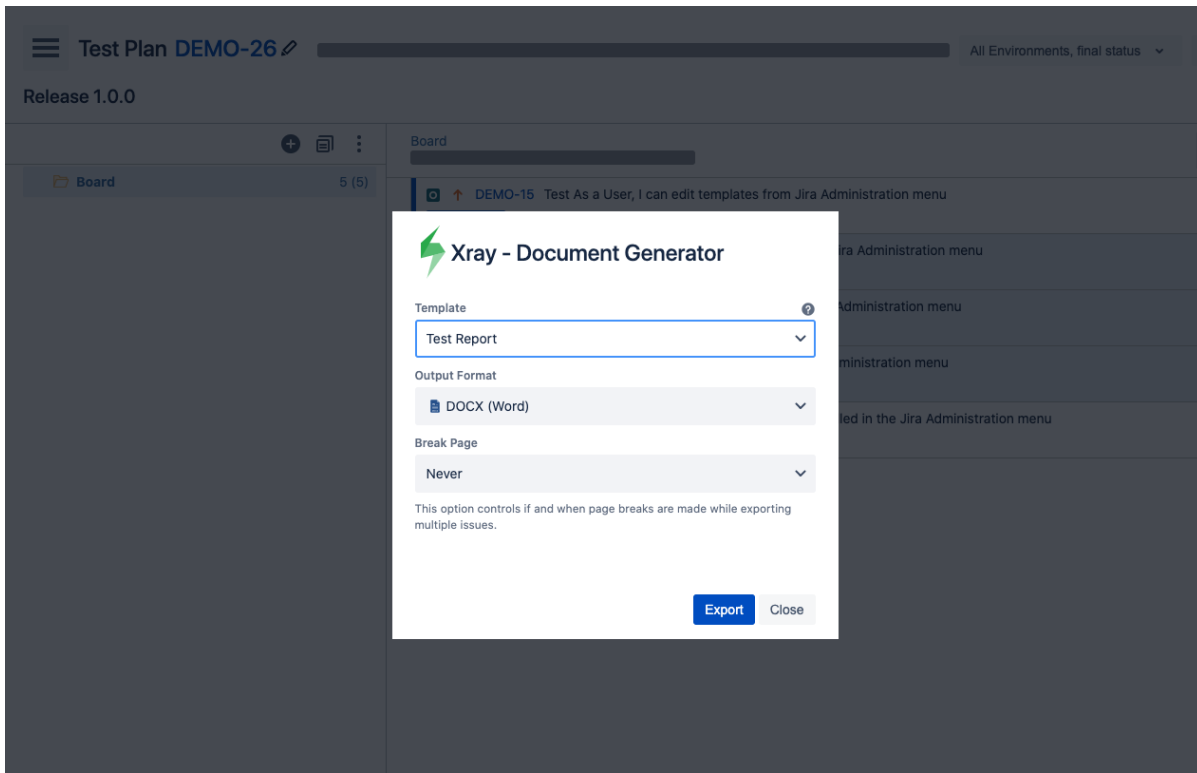 Test Plan DEMO-26
All Environments, final status
Release 1.0.0
Board
Board 5 (5)
DEMO-15 Test As a User, I can edit templates from Jira Administration menu
Administration menu
Administration menu
menu
in the Jira Administration menu
Xray - Document Generator
Template
Test Report
Output Format
DOCX (Word)
Break Page
Never
This option controls if and when page breaks are made while exporting
multiple issues.
Export Close